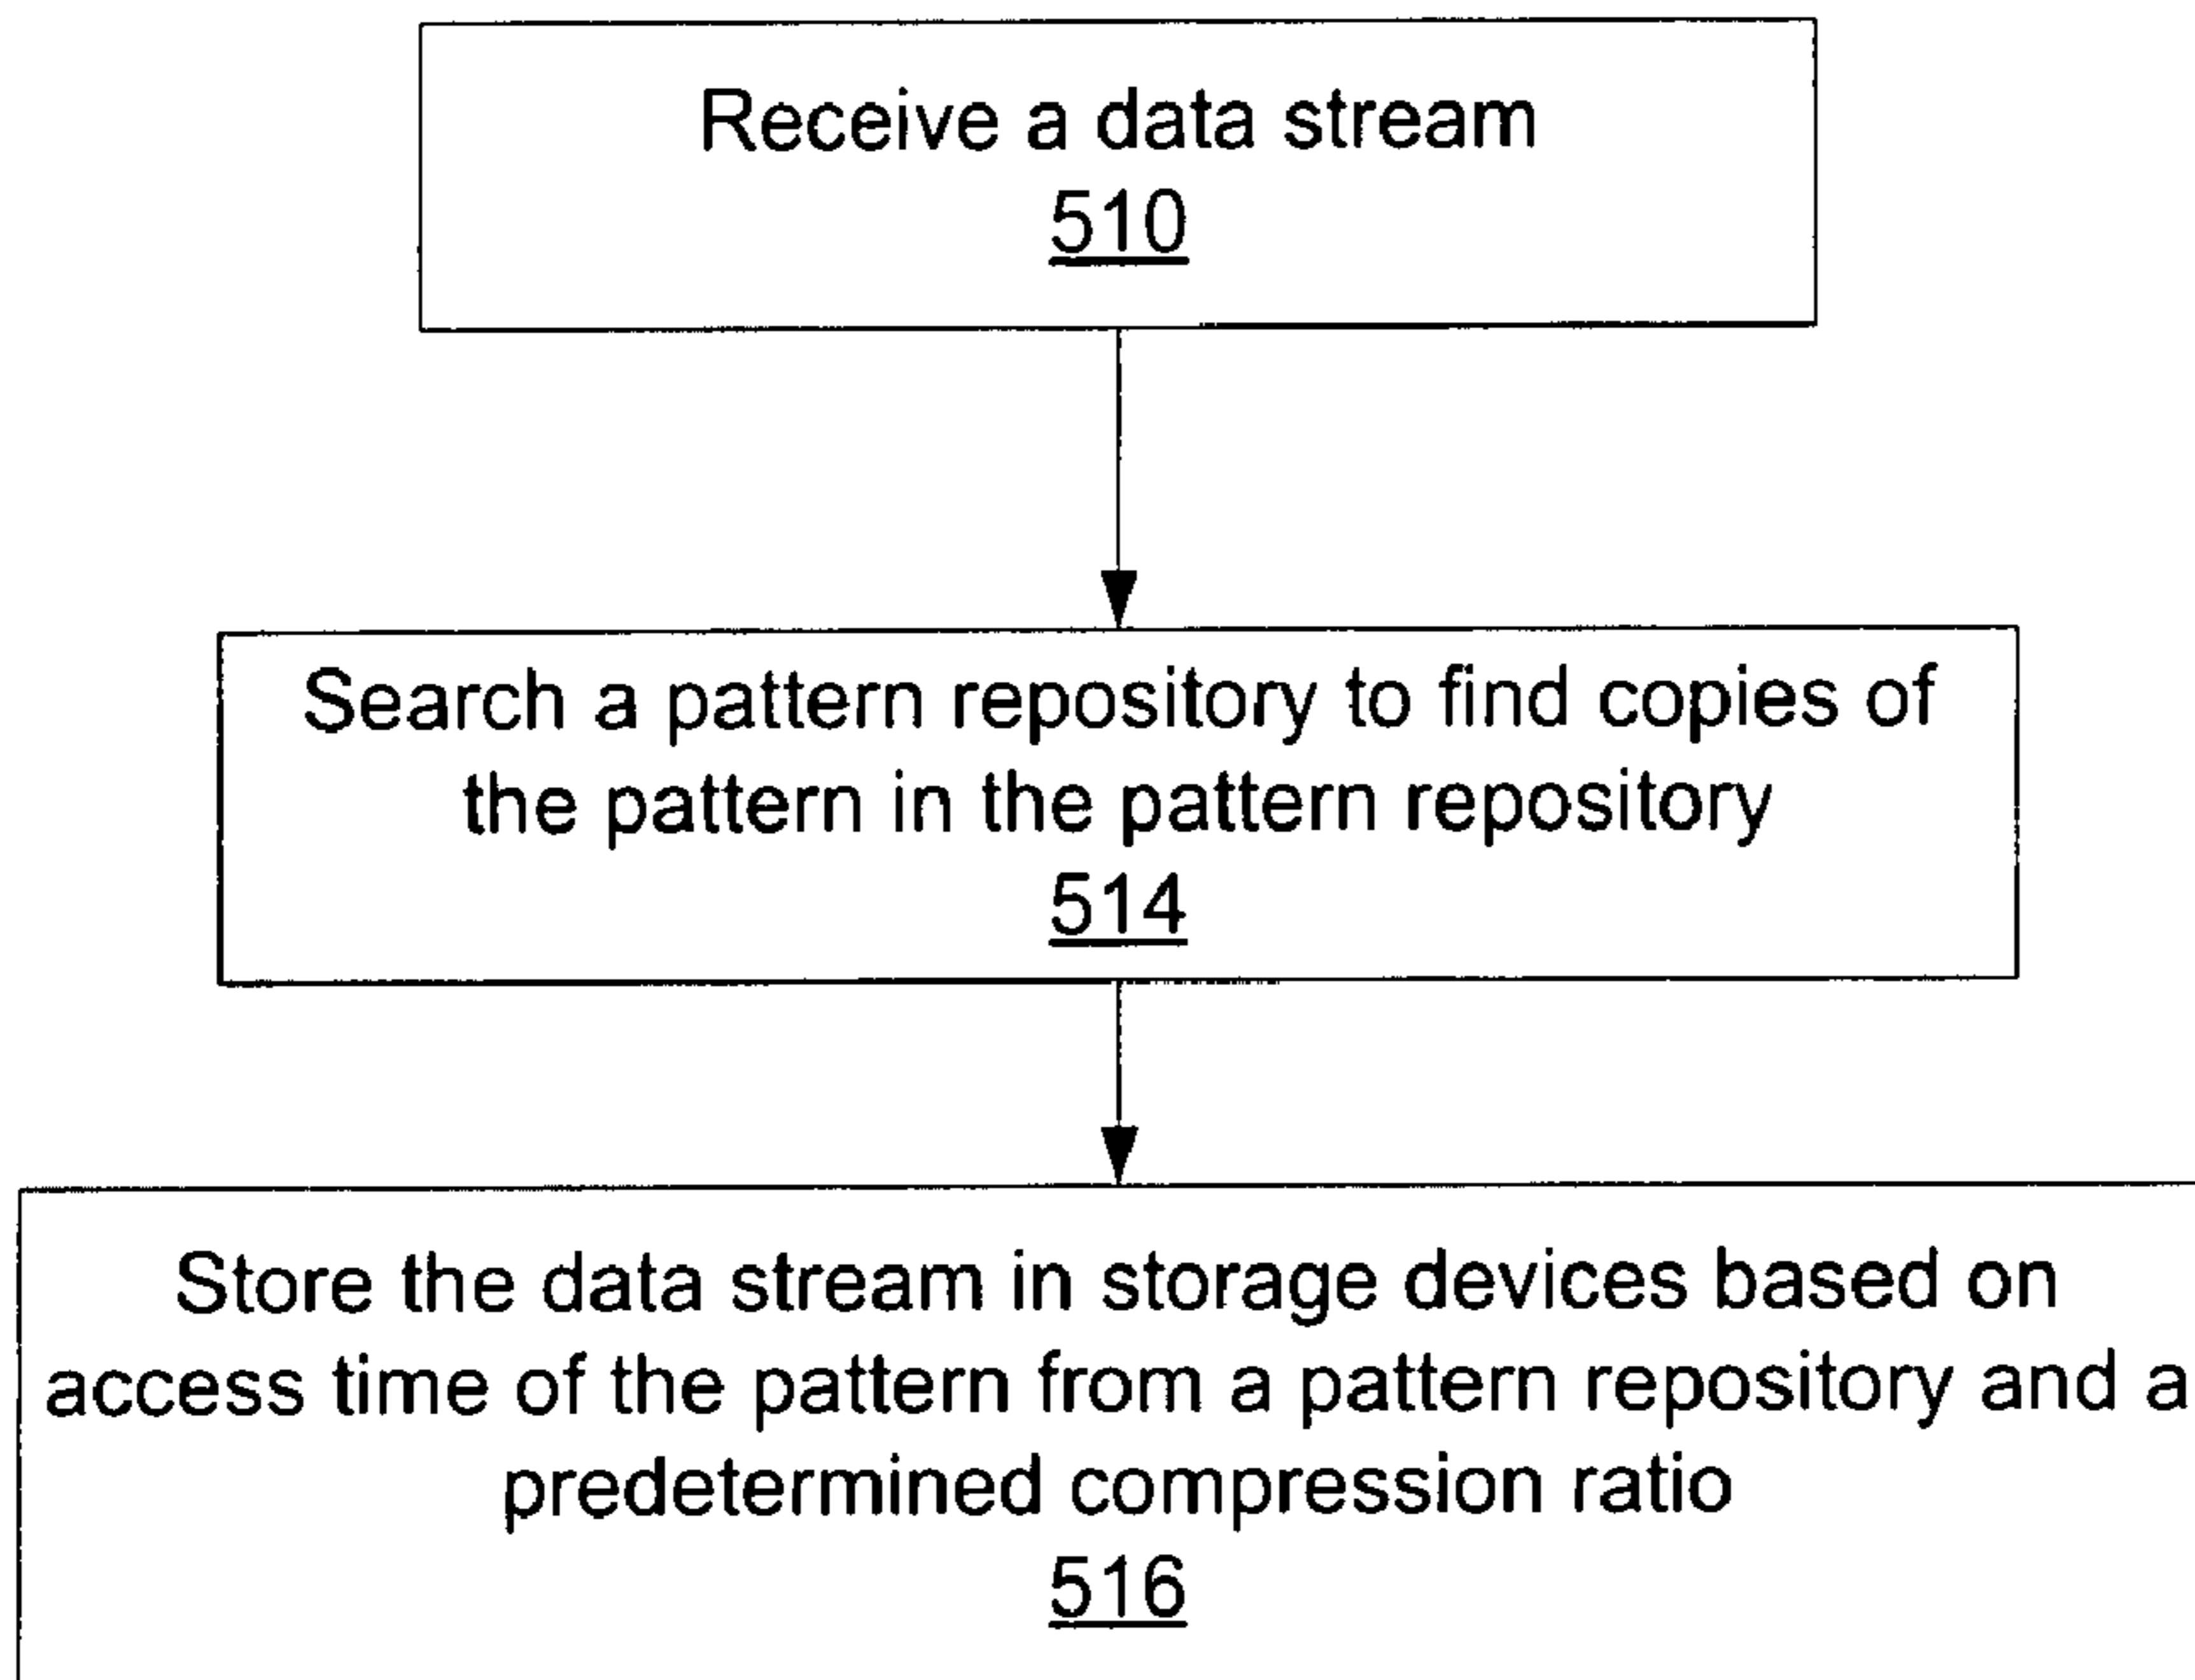 Receive a data stream
510
Search a pattern repository to find copies of
the pattern in the pattern repository
514
Store the data stream in storage devices based on
access time of the pattern from a pattern repository and a
predetermined compression ratio
516